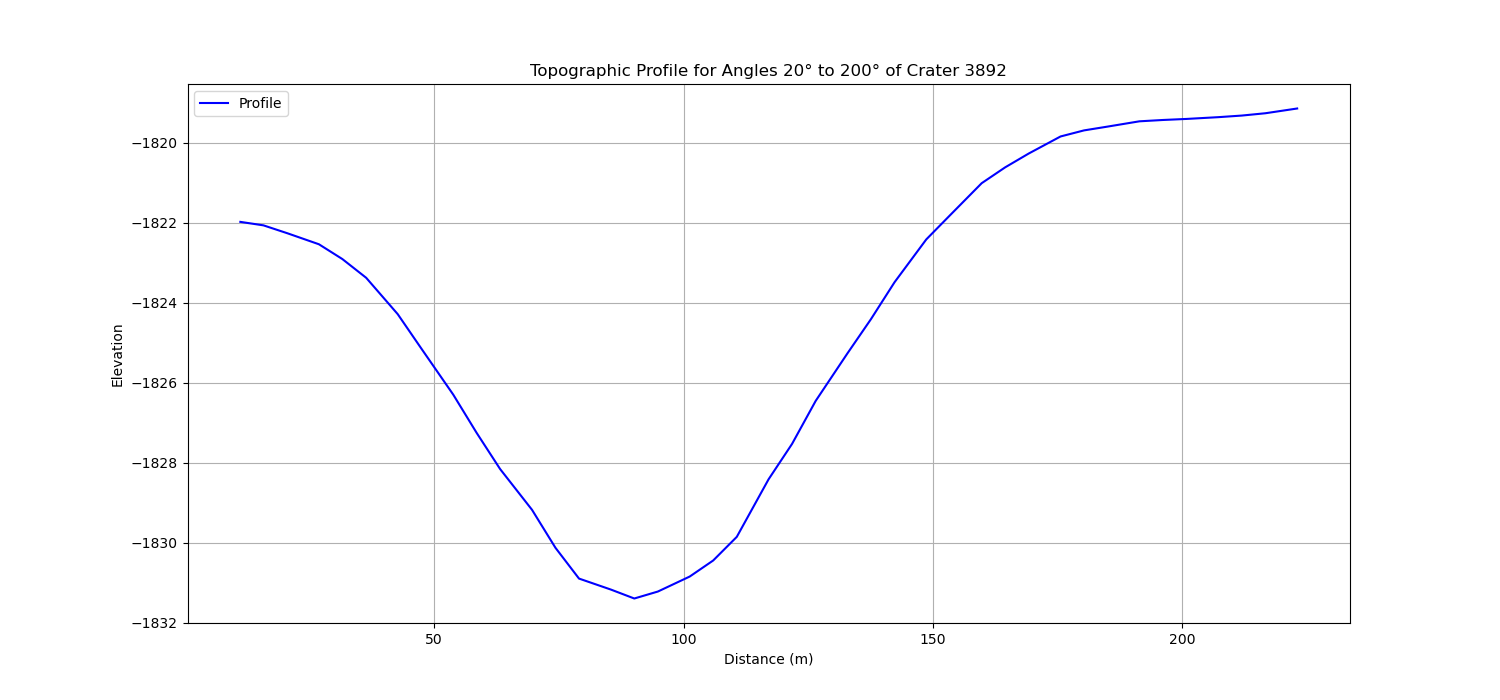 Topographic Profile for Angles 20° to 200° of Crater 3892
Profile
−1820
−1822
−1824
−1826
−1828
−1830
−1832
Elevation
50
100
150
200
Distance (m)